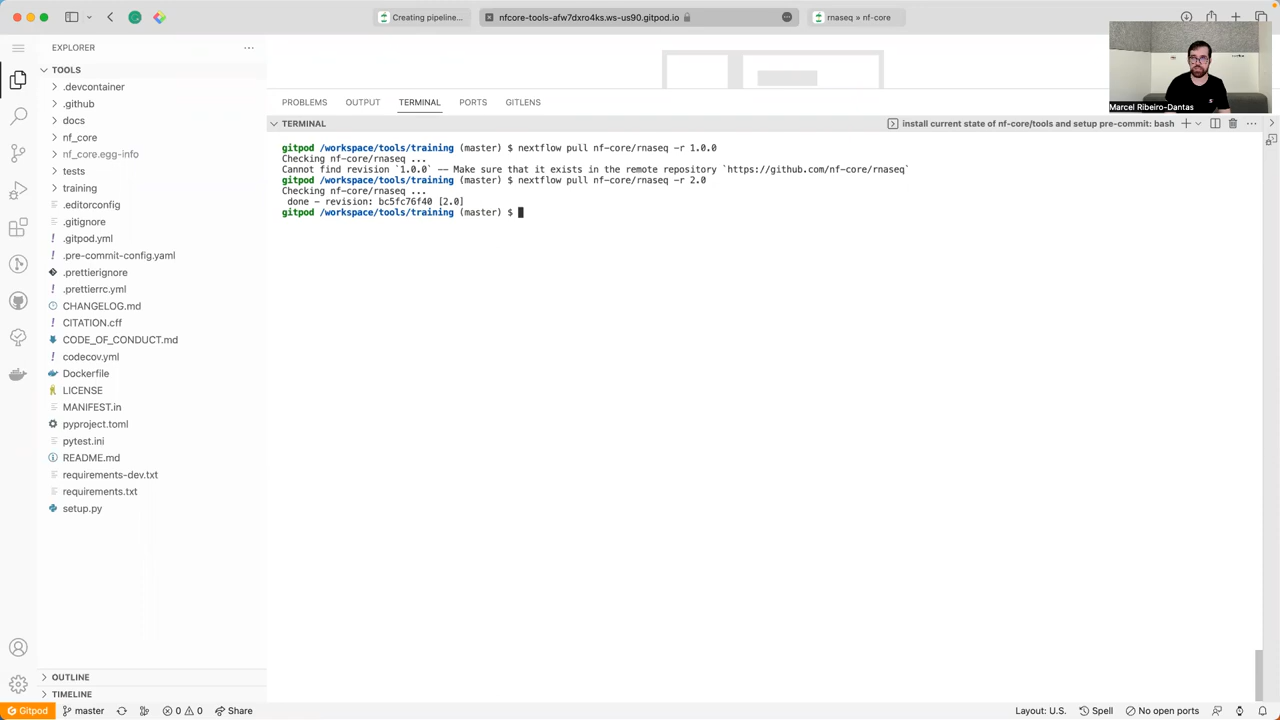 Creating pipeline...
nfcore-tools-afw7dxro4ks.ws-us90.gitpod.io
rnaseq » nf-core
EXPLORER
TOOLS
.devcontainer
.github
docs
nf_core
nf_core.egg-info
tests
training
.editorconfig
.gitignore
.gitpod.yml
.pre-commit-config.yaml
.prettierignore
.prettierrc.yml
CHANGELOG.md
CITATION.cff
CODE_OF_CONDUCT.md
codecov.yml
Dockerfile
LICENSE
MANIFEST.in
pyproject.toml
pytest.ini
README.md
requirements-dev.txt
requirements.txt
setup.py
OUTLINE
TIMELINE
PROBLEMS OUTPUT TERMINAL PORTS GITLENS
TERMINAL
install current state of nf-core/tools and setup pre-commit: bash
gitpod /workspace/tools/training (master) $ nextflow pull nf-core/rnaseq -r 1.0.0
Checking nf-core/rnaseq ...
Cannot find revision `1.0.0` -- Make sure that it exists in the remote repository `https://github.com/nf-core/rnaseq`
gitpod /workspace/tools/training (master) $ nextflow pull nf-core/rnaseq -r 2.0
Checking nf-core/rnaseq ...
done - revision: bc5fc76f40 [2.0]
gitpod /workspace/tools/training (master) $
Marcel Ribeiro-Dantas
Gitpod master 0 0 Share
Layout: U.S. Spell No open ports